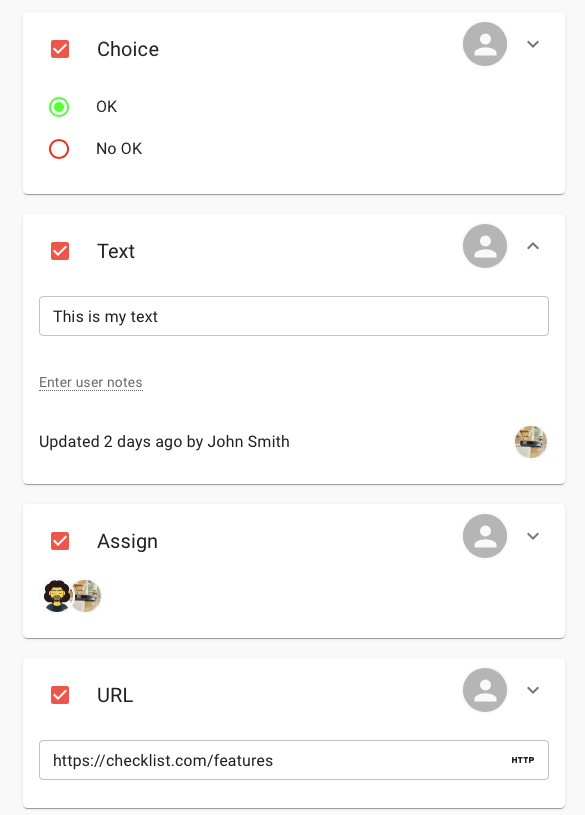 Choice
OK
No OK
Text
This is my text
Enter user notes
Updated 2 days ago by John Smith
Assign
URL
https://checklist.com/features
HTTP